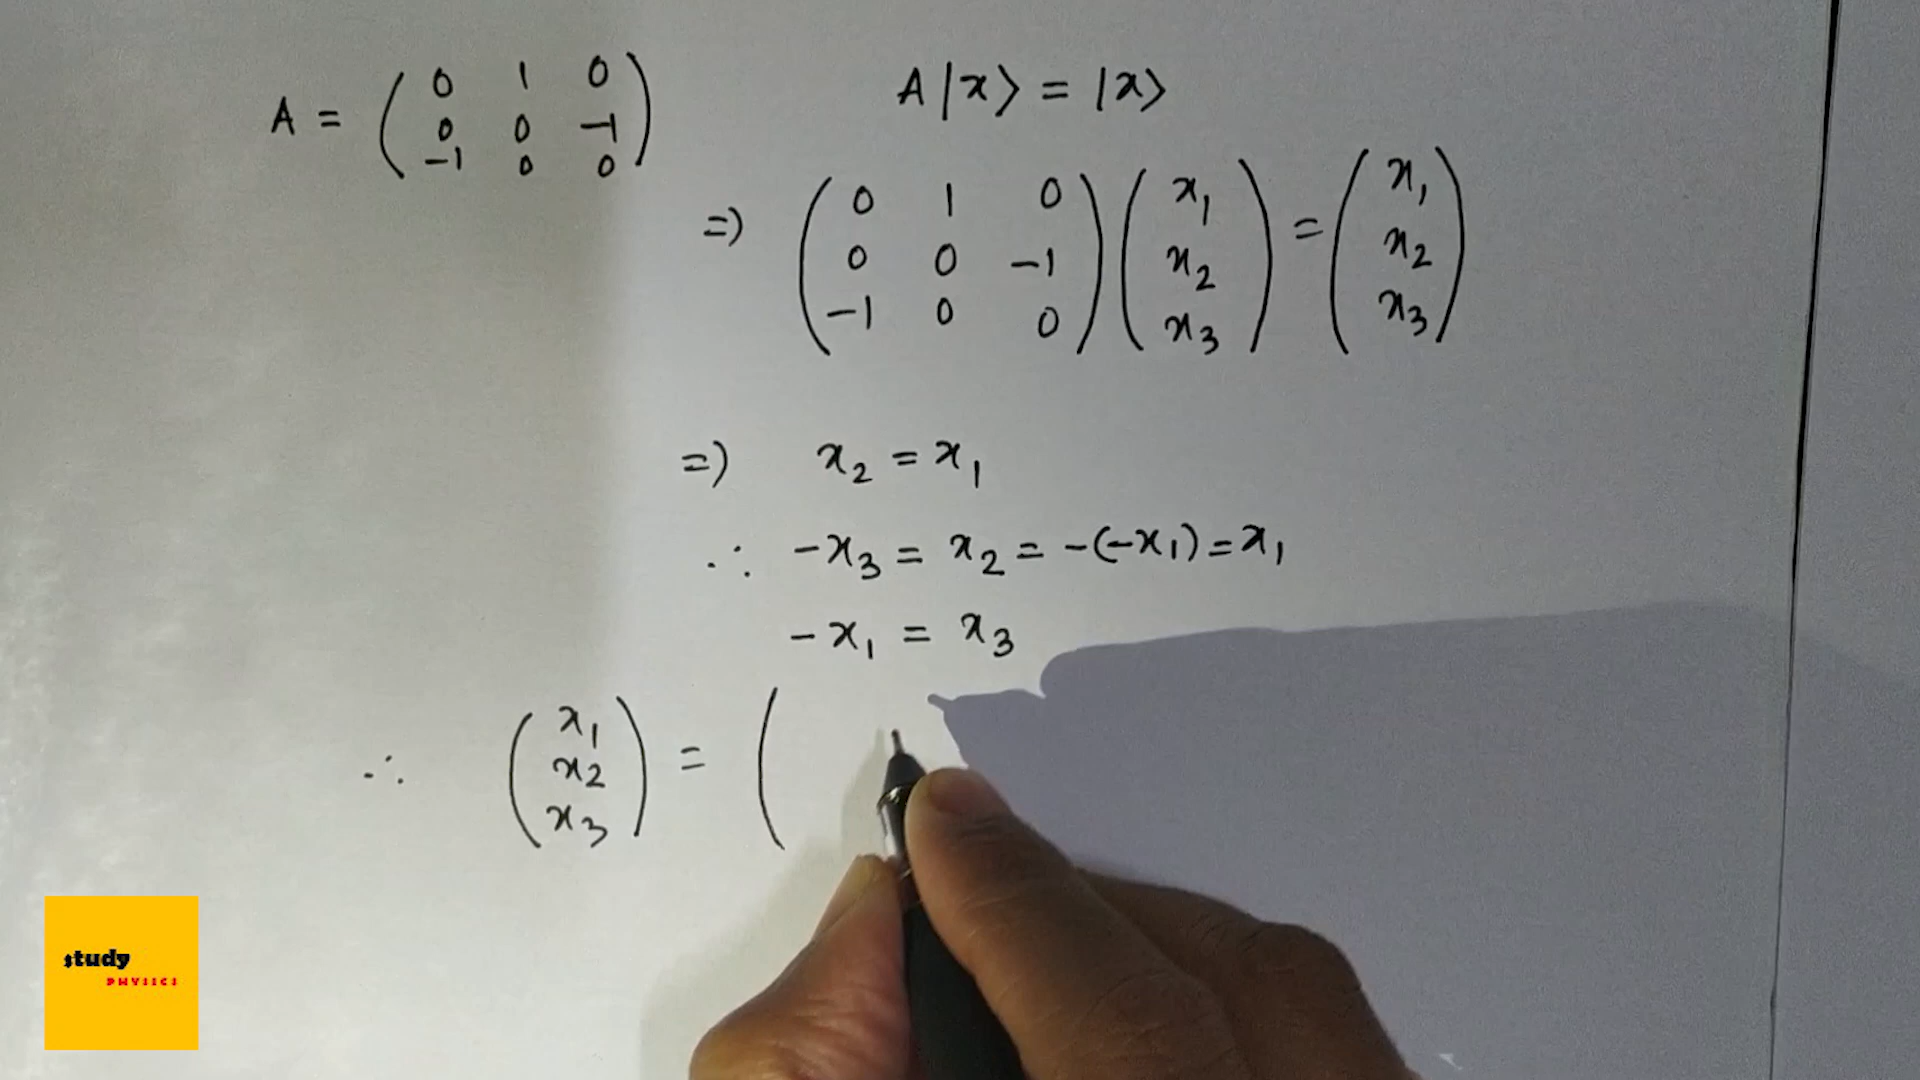 A = ( 0 1 0
0 0 -1
-1 0 0 )
A|x⟩ = |x⟩
⇒ ( 0 1 0
0 0 -1
-1 0 0 ) ( x₁
x₂
x₃ ) = ( x₁
x₂
x₃ )
⇒ x₂ = x₁
∴ -x₃ = x₂ = -(-x₁) = x₁
-x₁ = x₃
∴ ( x₁
x₂
x₃ ) = (
study
PHYSICS